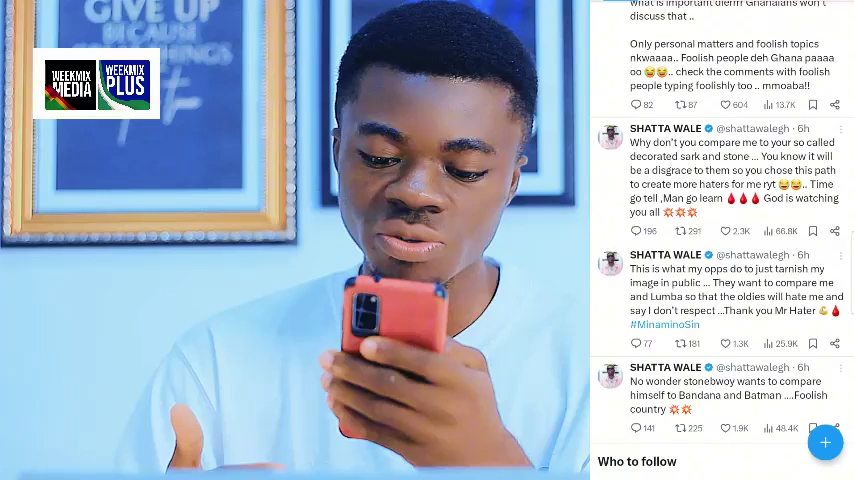 GIVE UP
BECAUSE
THINGS
WEEKMIX
MEDIA
WEEKMIX
PLUS
what is important dierrr Ghanaians won't
discuss that ..
Only personal matters and foolish topics
nkwaaaa.. Foolish people deh Ghana paaaa
oo 😂😂.. check the comments with foolish
people typing foolishly too .. mmoaba!!
82 87 604 13.7K
SHATTA WALE @shattawalegh · 6h
Why don't you compare me to your so called
decorated sark and stone ... You know it will
be a disgrace to them so you chose this path
to create more haters for me ryt 😂😂.. Time
go tell ,Man go learn 🩸🩸🩸 God is watching
you all 💥💥💥
196 291 2.3K 66.8K
SHATTA WALE @shattawalegh · 6h
This is what my opps do to just tarnish my
image in public ... They want to compare me
and Lumba so that the oldies will hate me and
say I don't respect ...Thank you Mr Hater 💪🩸
#MinaminoSin
77 181 1.3K 25.9K
SHATTA WALE @shattawalegh · 6h
No wonder stonebwoy wants to compare
himself to Bandana and Batman ....Foolish
country 💥💥
141 225 1.9K 48.4K
Who to follow